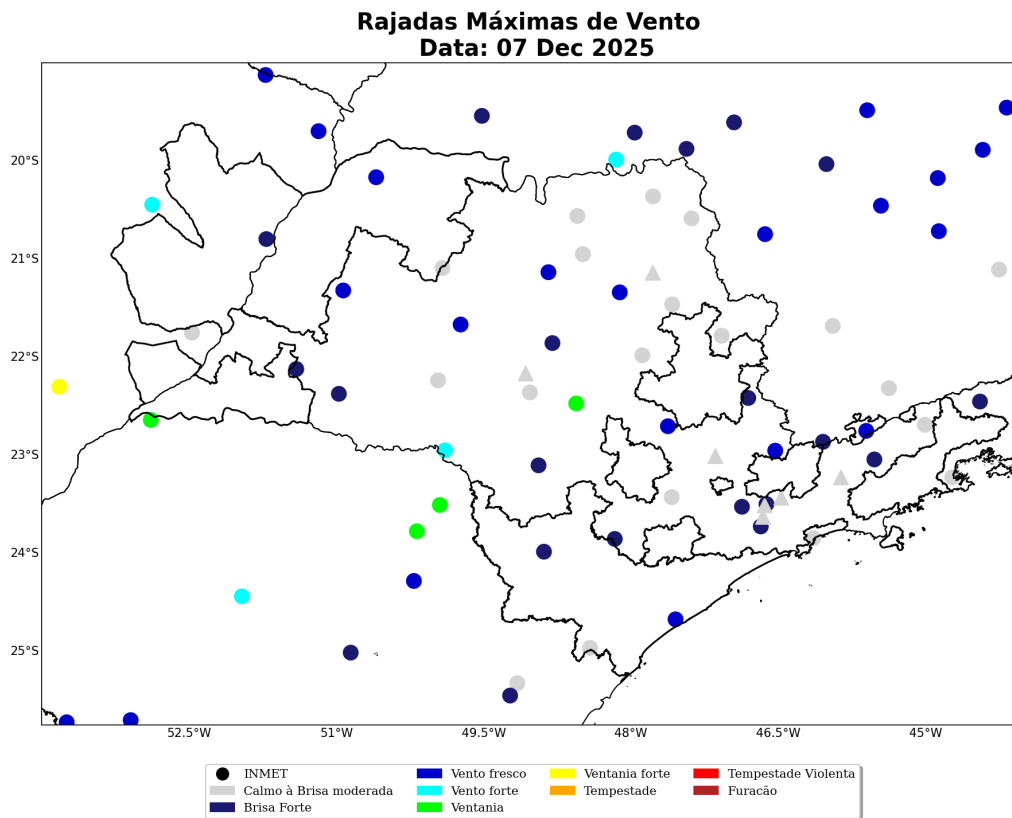 Rajadas Máximas de Vento
Data: 07 Dec 2025
20°S
21°S
22°S
23°S
24°S
25°S
52.5°W
51°W
49.5°W
48°W
46.5°W
45°W
INMET
Calmo à Brisa moderada
Brisa Forte
Vento fresco
Vento forte
Ventania
Ventania forte
Tempestade
Tempestade Violenta
Furacão